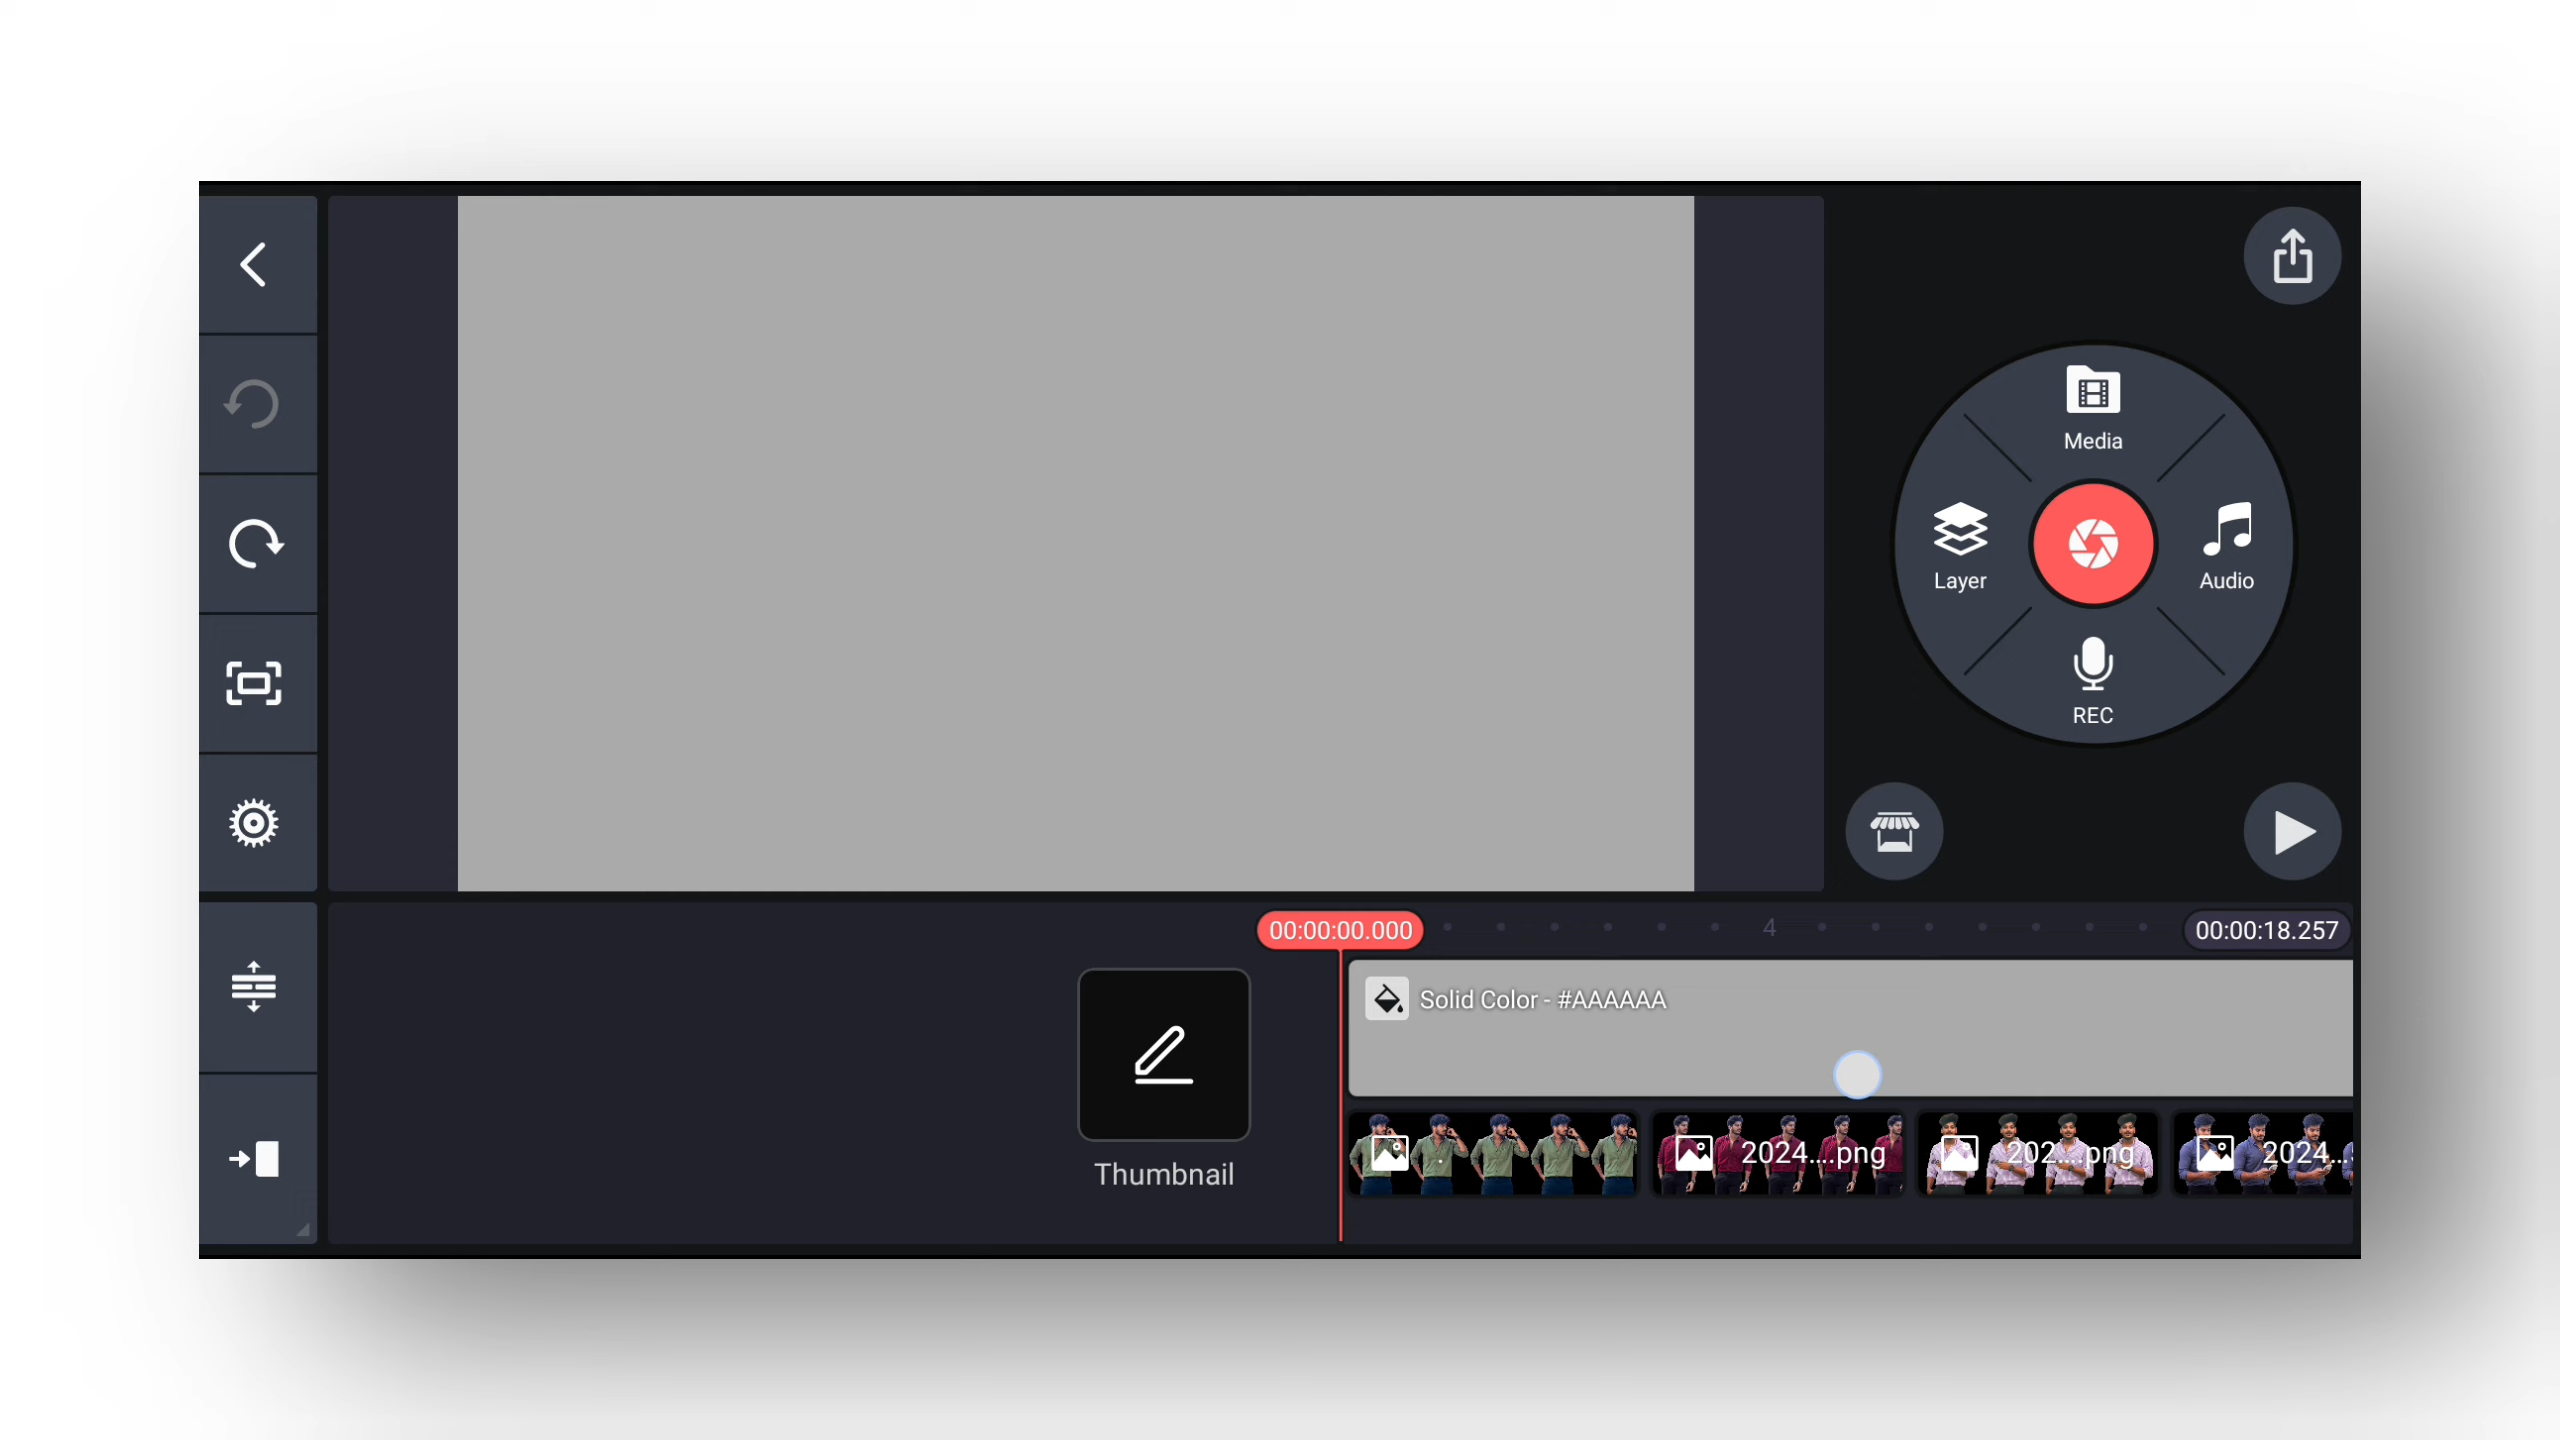 Media
Layer
Audio
REC
00:00:00.000
4
00:00:18.257
Solid Color - #AAAAAA
Thumbnail
2024....png
202....png
2024...